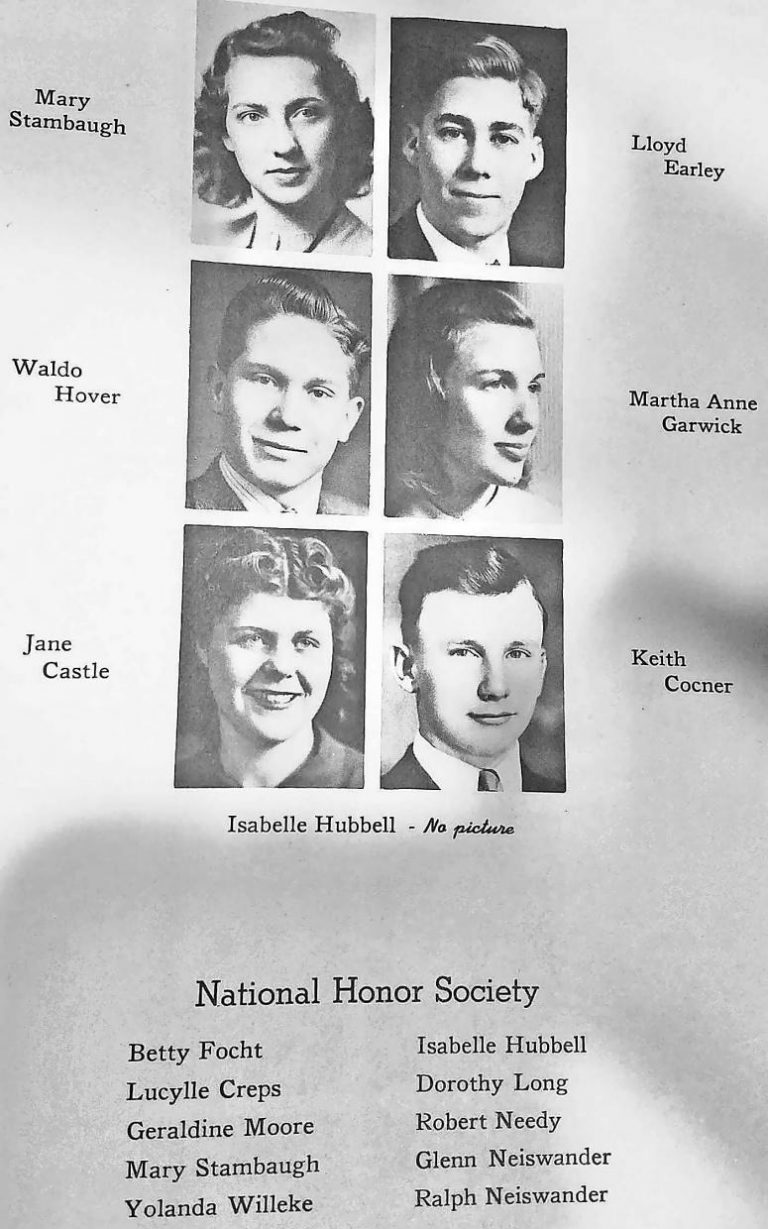 Mary
Stambaugh
Lloyd
Earley
Waldo
Hover
Martha Anne
Garwick
Jane
Castle
Keith
Cocner
Isabelle Hubbell - No picture
National Honor Society
Betty Focht
Lucylle Creps
Geraldine Moore
Mary Stambaugh
Yolanda Willeke
Isabelle Hubbell
Dorothy Long
Robert Needy
Glenn Neiswander
Ralph Neiswander